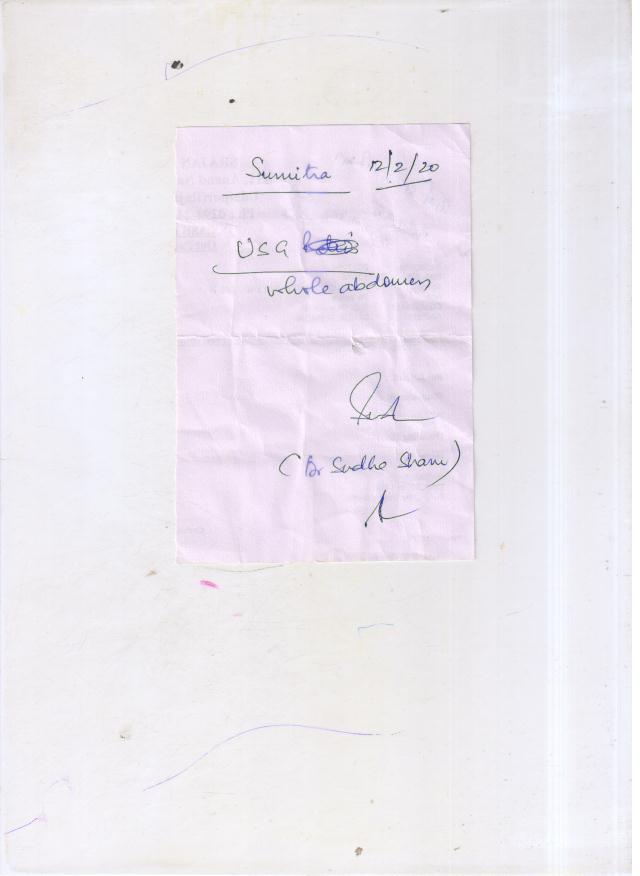 Sumitra 12/2/20
USG
whole abdomen
(Dr Sudha Sharma)